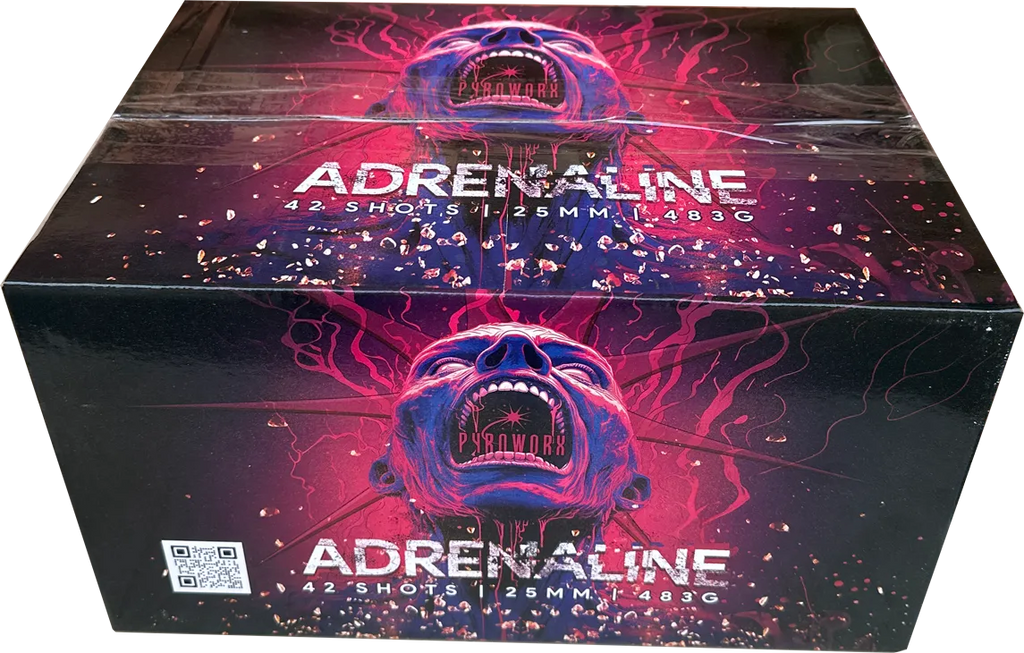 PYROWORX
ADRENALINE
42 SHOTS | 25MM | 483G
PYROWORX
ADRENALINE
42 SHOTS | 25MM | 483G